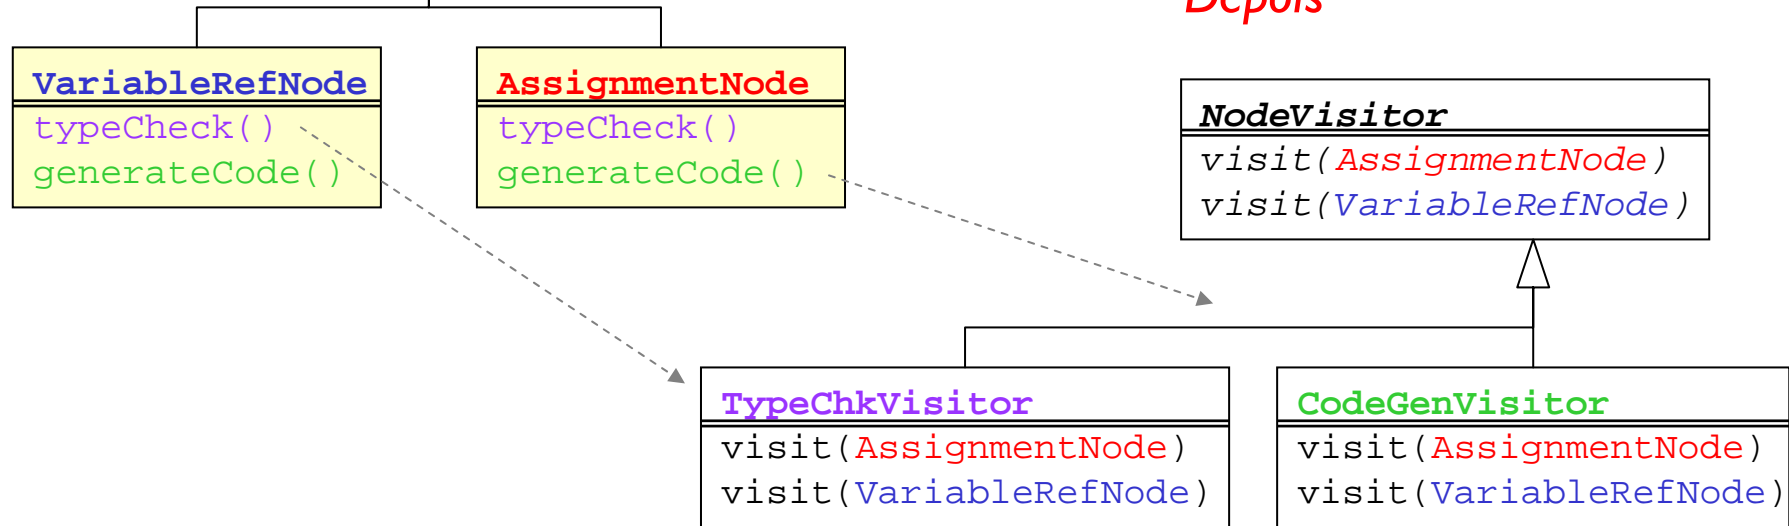 Depuis
VariableRefNode
typeCheck()
generateCode()
AssignmentNode
typeCheck()
generateCode()
NodeVisitor
visit(AssignmentNode)
visit(VariableRefNode)
TypeChkVisitor
visit(AssignmentNode)
visit(VariableRefNode)
CodeGenVisitor
visit(AssignmentNode)
visit(VariableRefNode)